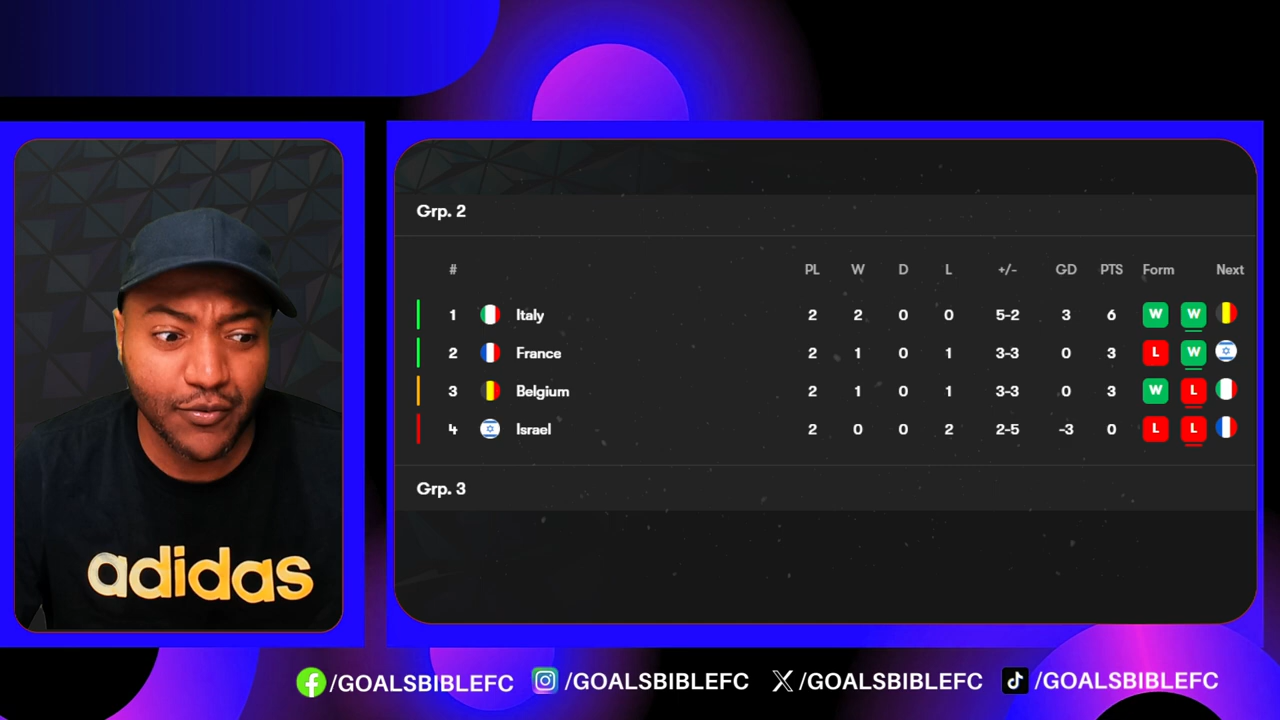 Grp. 2
# PL W D L +/- GD PTS Form Next
1 Italy 2 2 0 0 5-2 3 6 W W
2 France 2 1 0 1 3-3 0 3 L W
3 Belgium 2 1 0 1 3-3 0 3 W L
4 Israel 2 0 0 2 2-5 -3 0 L L
Grp. 3
adidas
/GOALSBIBLEFC /GOALSBIBLEFC /GOALSBIBLEFC /GOALSBIBLEFC